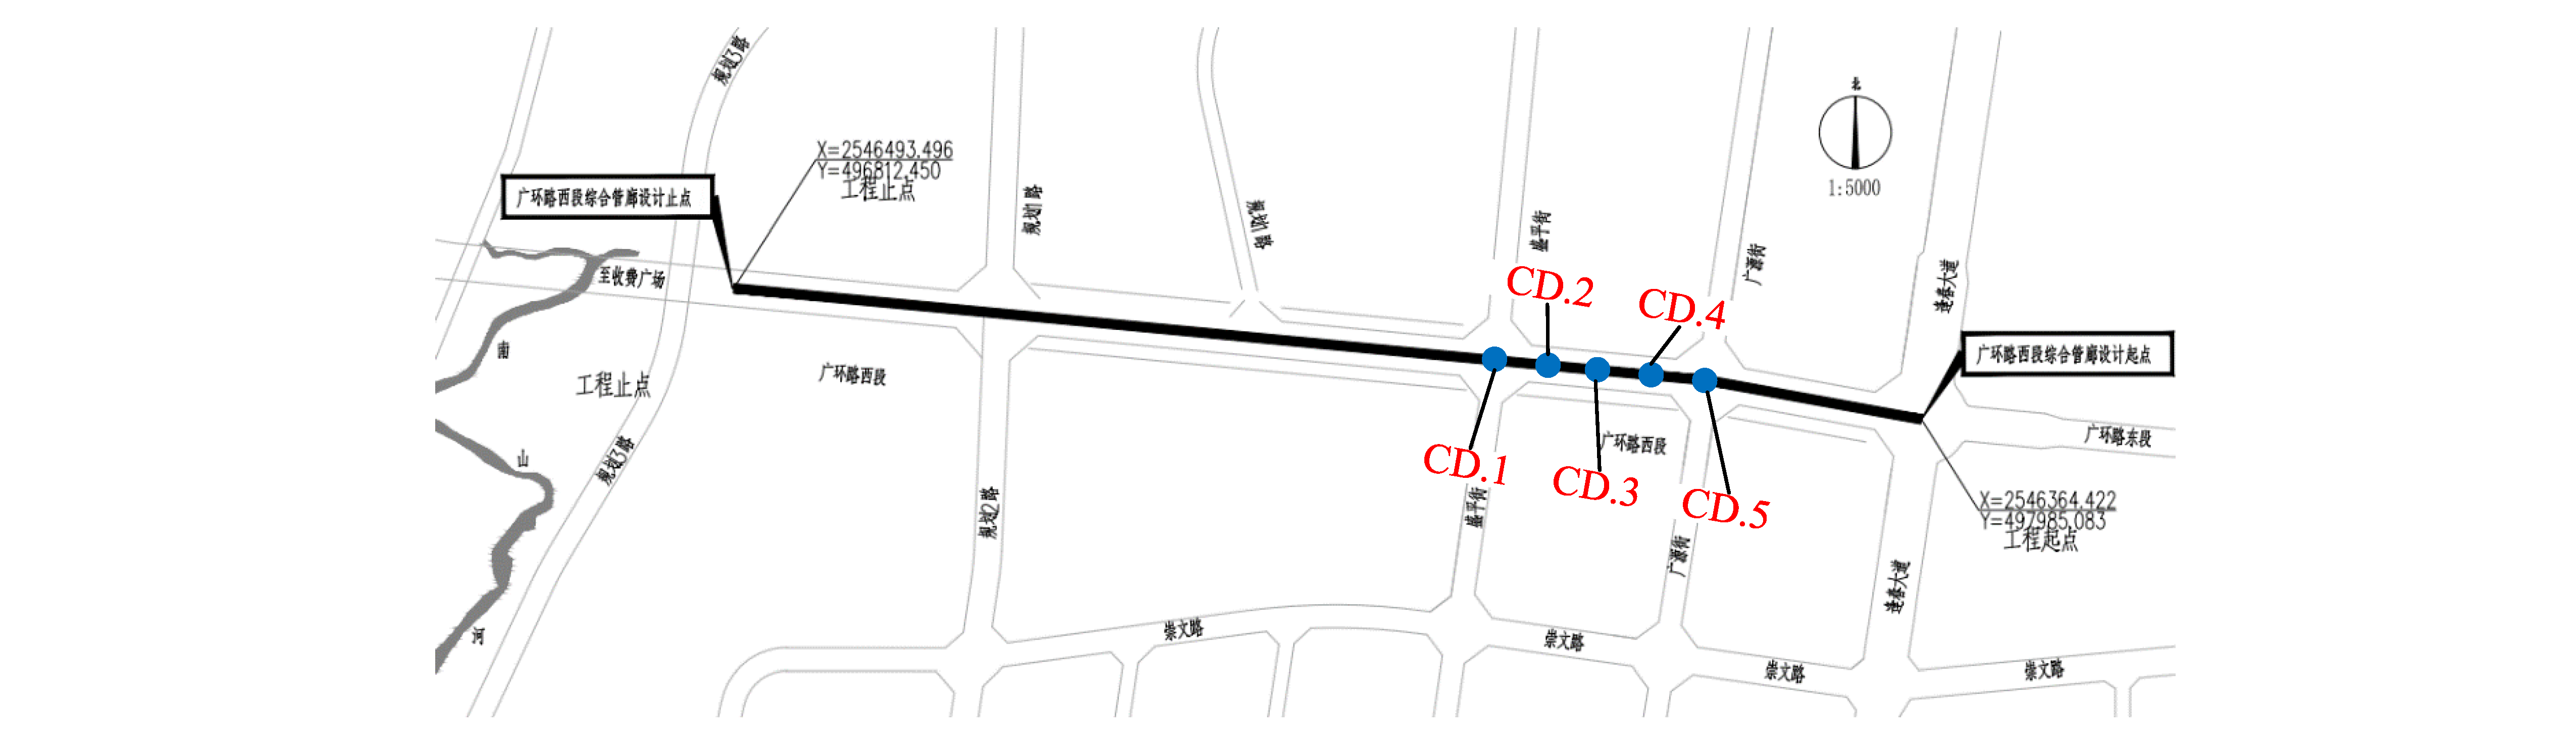 规划3路
北
1:5000
X=2546493.496
Y=496812.450
工程止点
广环路西段综合管廊设计止点
规划1路
规划1路
盛平街
广源街
逢春大道
至收费广场
CD.2
CD.4
南
工程止点
广环路西段
广环路西段综合管廊设计起点
广环路西段
广环路东段
CD.1
CD.3
CD.5
山
规划3路
规划2路
盛平街
广源街
X=2546364.422
Y=497985.083
工程起点
逢春大道
河
崇文路
崇文路
崇文路
崇文路